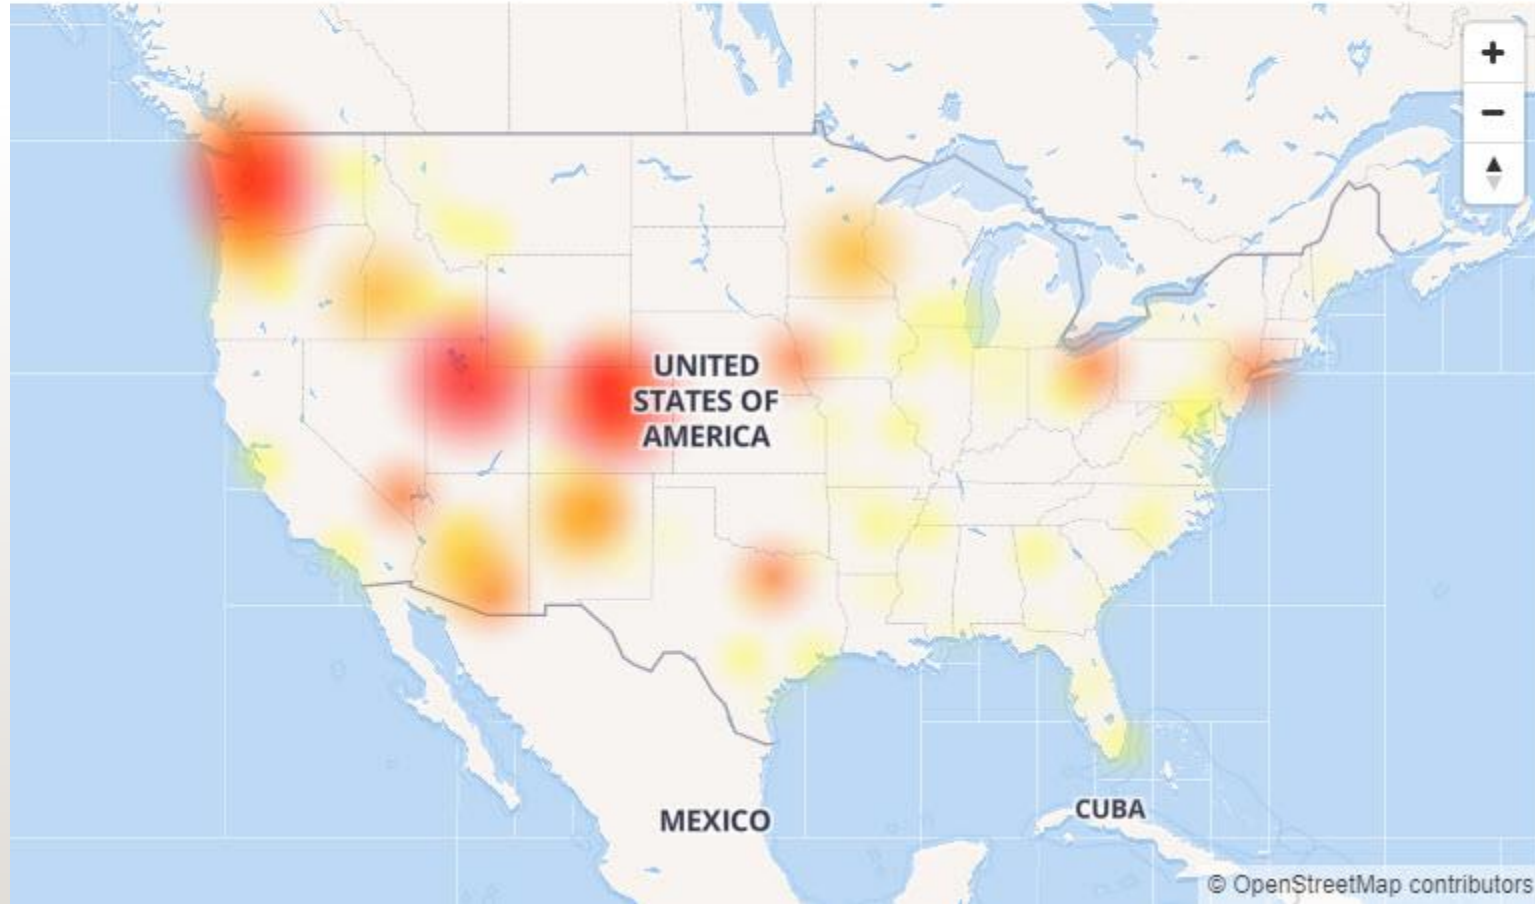 +
−
UNITED
STATES OF
AMERICA
MEXICO
CUBA
© OpenStreetMap contributors